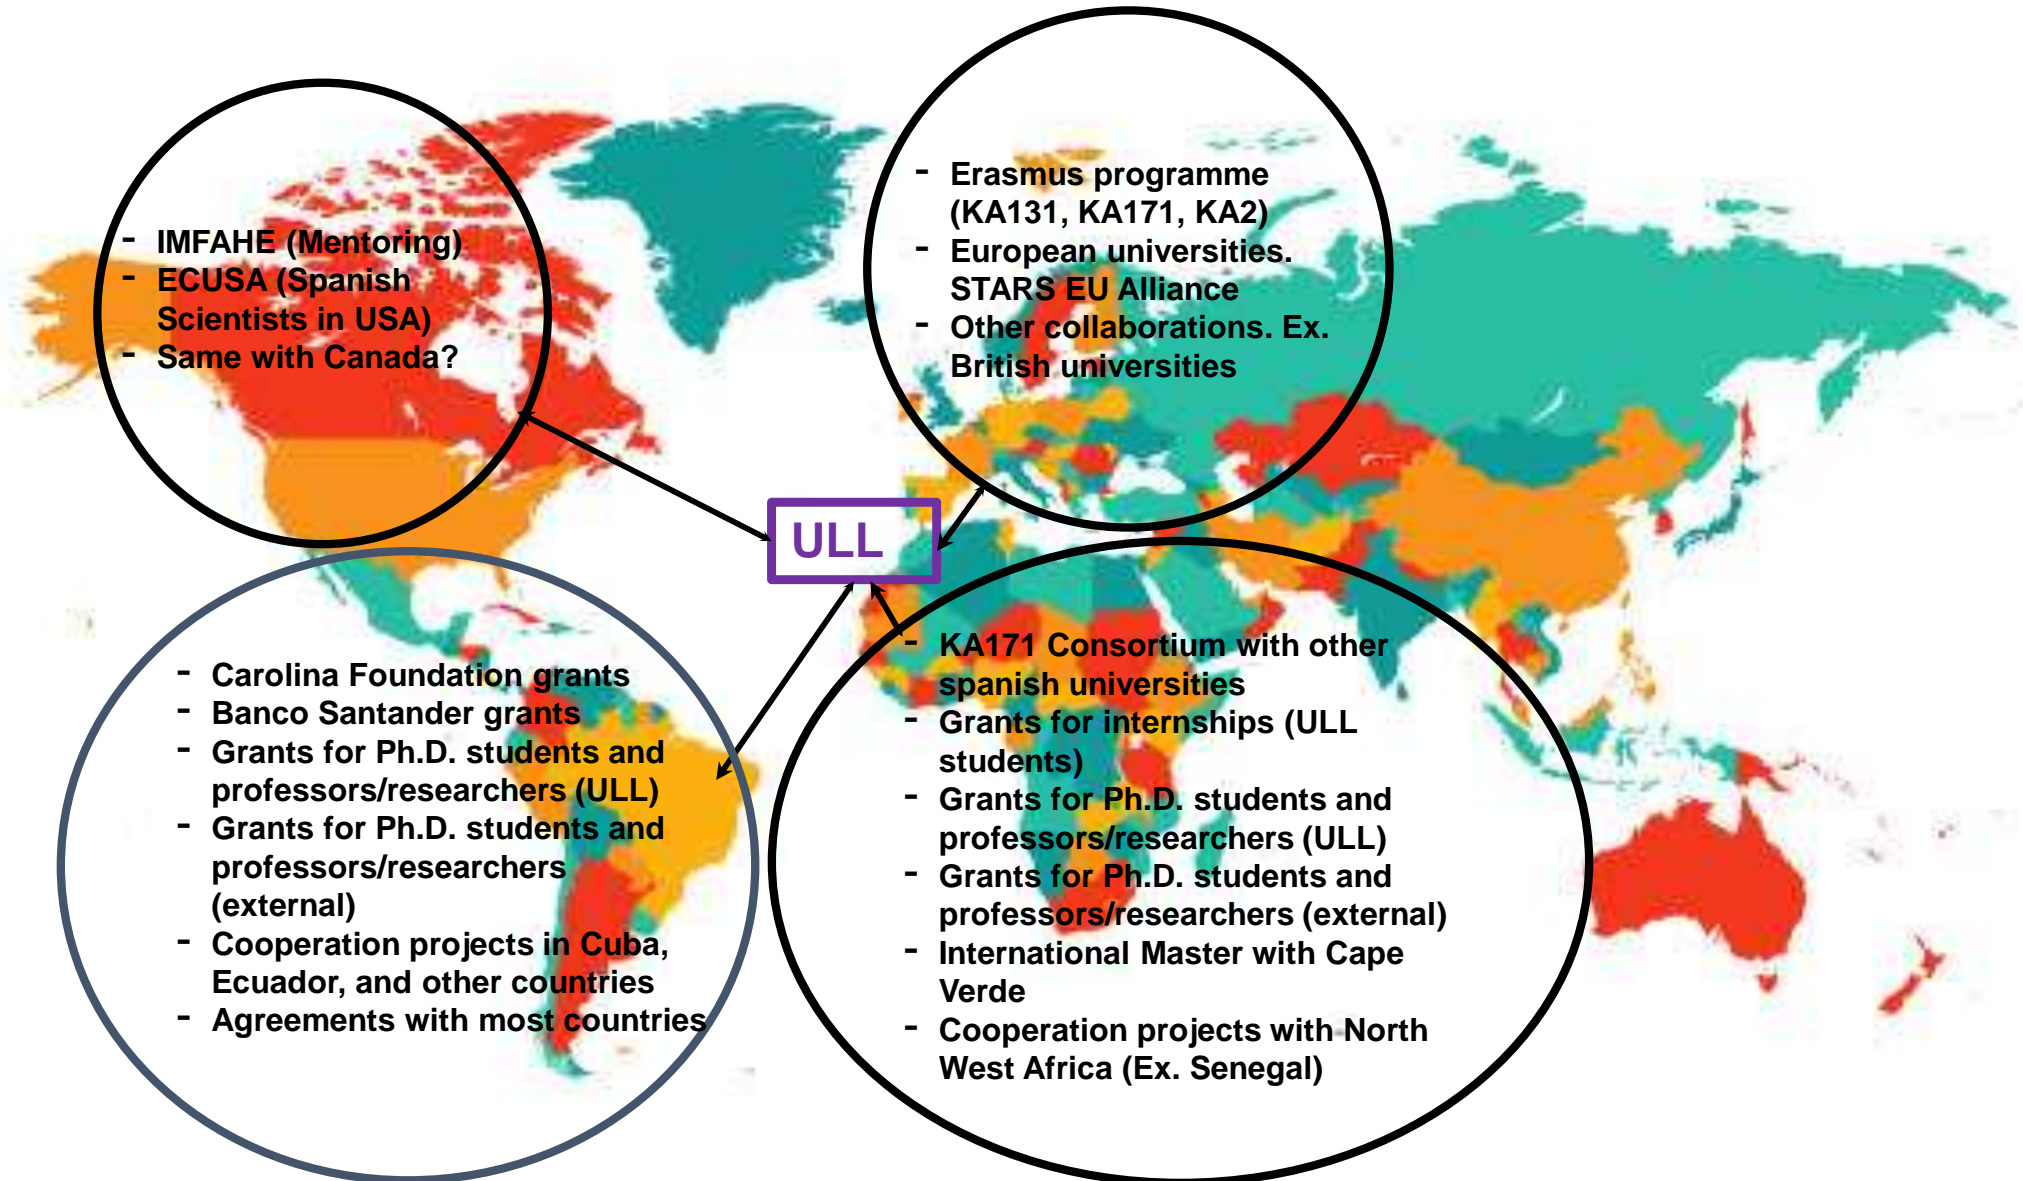 - IMFAHE (Mentoring)
- ECUSA (Spanish
Scientists in USA)
- Same with Canada?
- Erasmus programme
(KA131, KA171, KA2)
- European universities.
STARS EU Alliance
- Other collaborations. Ex.
British universities
ULL
- Carolina Foundation grants
- Banco Santander grants
- Grants for Ph.D. students and
professors/researchers (ULL)
- Grants for Ph.D. students and
professors/researchers
(external)
- Cooperation projects in Cuba,
Ecuador, and other countries
- Agreements with most countries
- KA171 Consortium with other
spanish universities
- Grants for internships (ULL
students)
- Grants for Ph.D. students and
professors/researchers (ULL)
- Grants for Ph.D. students and
professors/researchers (external)
- International Master with Cape
Verde
- Cooperation projects with North
West Africa (Ex. Senegal)